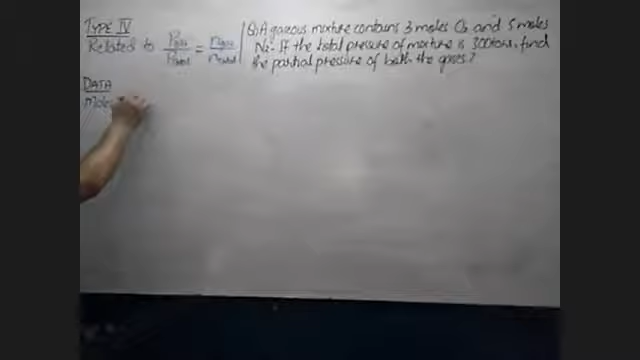 TYPE IV
Related to Pgas/Ptotal = ngas/ntotal
Q: A gaseous mixture contains 3 moles O2 and 5 moles
N2. If the total pressure of mixture is 300torr, find
the partial pressure of both the gases?
DATA
Mole